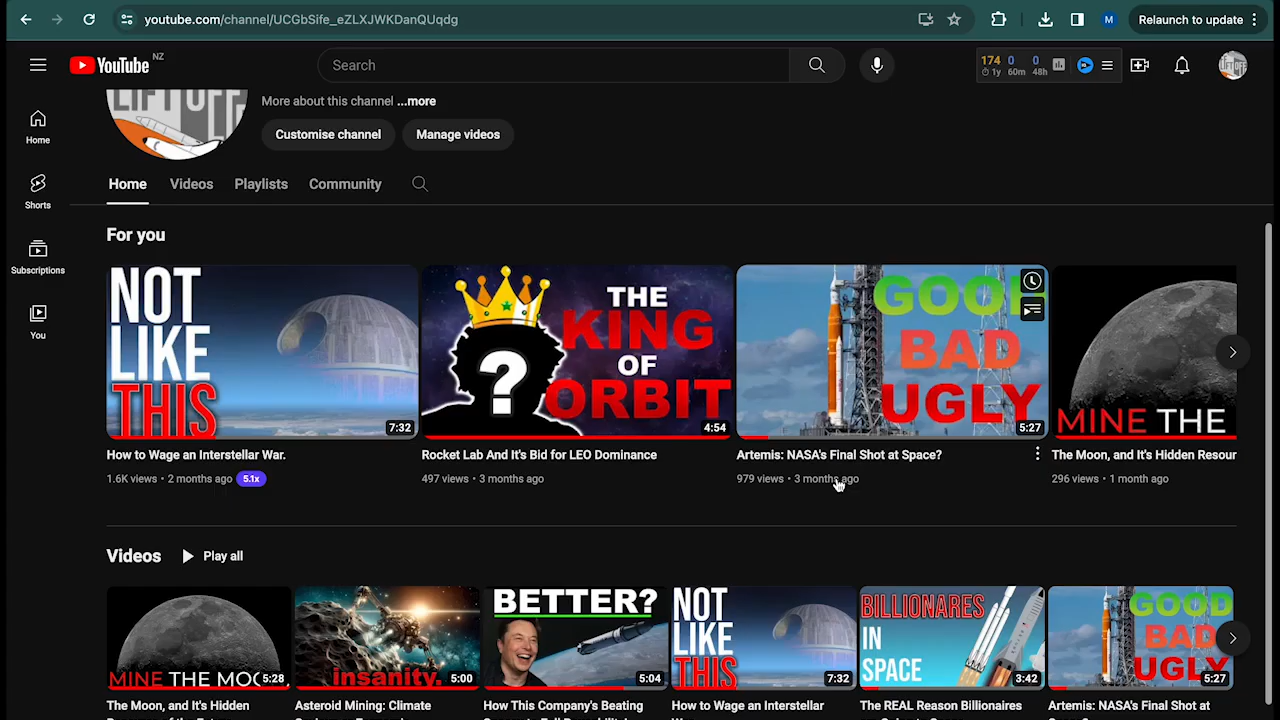 youtube.com/channel/UCGbSife_eZLXJWKDanQUqdg
M
Relaunch to update
YouTube NZ
Search
174 0 0
1y 60m 48h
LIFT OFF
LIFT OFF
More about this channel ...more
Customise channel
Manage videos
Home
Shorts
Subscriptions
You
Home
Videos
Playlists
Community
For you
NOT
LIKE
THIS
7:32
THE
KING
OF
ORBIT
?
4:54
GOOD
BAD
UGLY
5:27
MINE THE
How to Wage an Interstellar War.
1.6K views • 2 months ago 5.1x
Rocket Lab And It's Bid for LEO Dominance
497 views • 3 months ago
Artemis: NASA's Final Shot at Space?
979 views • 3 months ago
The Moon, and It's Hidden Resour
296 views • 1 month ago
Videos
Play all
MINE THE MOO
5:28
insanity.
5:00
BETTER?
5:04
NOT
LIKE
THIS
7:32
BILLIONARES
IN
SPACE
3:42
GOOD
BAD
UGLY
5:27
The Moon, and It's Hidden
Asteroid Mining: Climate
How This Company's Beating
How to Wage an Interstellar
The REAL Reason Billionaires
Artemis: NASA's Final Shot at